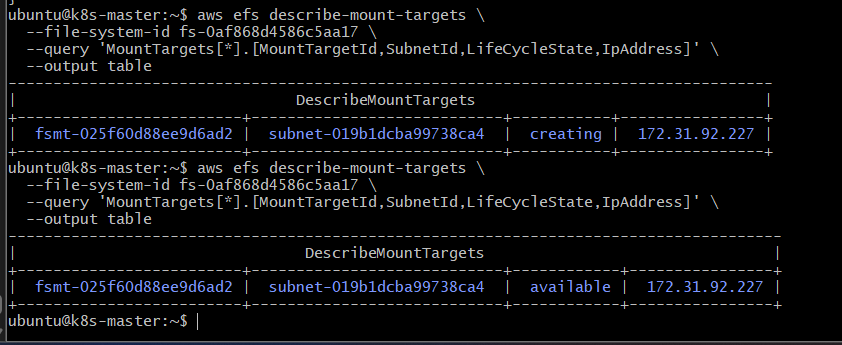 ubuntu@k8s-master:~$ aws efs describe-mount-targets \
  --file-system-id fs-0af868d4586c5aa17 \
  --query 'MountTargets[*].[MountTargetId,SubnetId,LifeCycleState,IpAddress]' \
  --output table
-------------------------------------------------------------------------------------
|                               DescribeMountTargets                                |
+-------------------------+----------------------------+-----------+----------------+
|  fsmt-025f60d88ee9d6ad2 |  subnet-019b1dcba99738ca4  |  creating |  172.31.92.227 |
+-------------------------+----------------------------+-----------+----------------+
ubuntu@k8s-master:~$ aws efs describe-mount-targets \
  --file-system-id fs-0af868d4586c5aa17 \
  --query 'MountTargets[*].[MountTargetId,SubnetId,LifeCycleState,IpAddress]' \
  --output table
--------------------------------------------------------------------------------------
|                                DescribeMountTargets                                |
+-------------------------+----------------------------+------------+----------------+
|  fsmt-025f60d88ee9d6ad2 |  subnet-019b1dcba99738ca4  |  available |  172.31.92.227 |
+-------------------------+----------------------------+------------+----------------+
ubuntu@k8s-master:~$